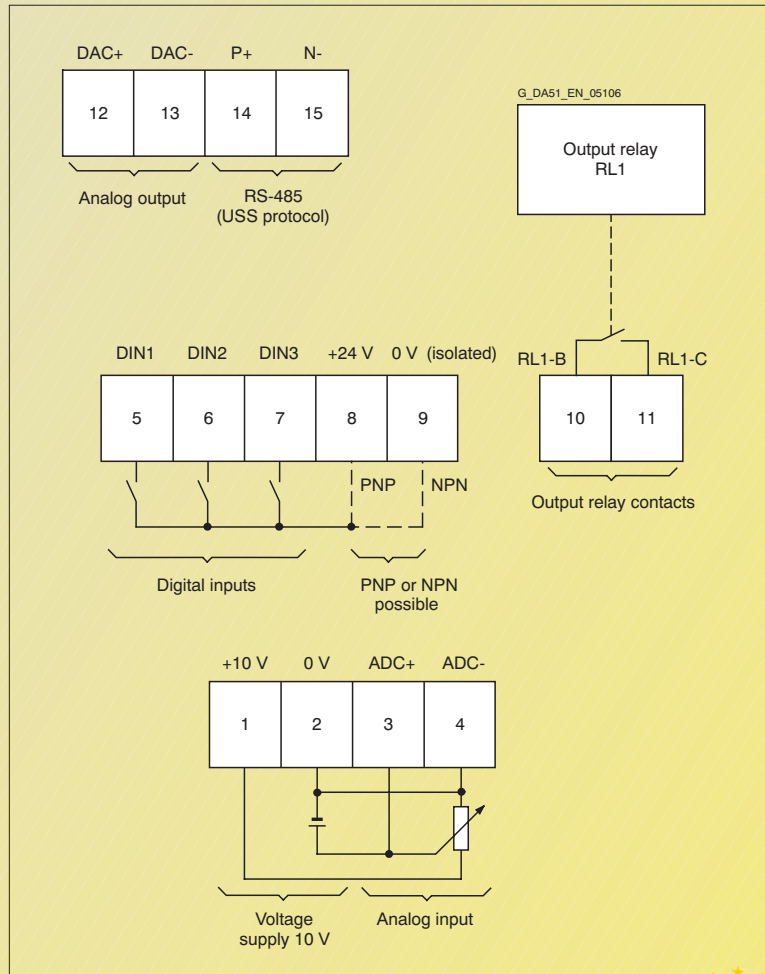 DAC+ DAC- P+ N-
12 13 14 15
Analog output
RS-485
(USS protocol)
G_DA51_EN_05106
Output relay
RL1
RL1-B RL1-C
10 11
Output relay contacts
DIN1 DIN2 DIN3 +24 V 0 V (isolated)
5 6 7 8 9
PNP NPN
Digital inputs
PNP or NPN
possible
+10 V 0 V ADC+ ADC-
1 2 3 4
Voltage
supply 10 V
Analog input